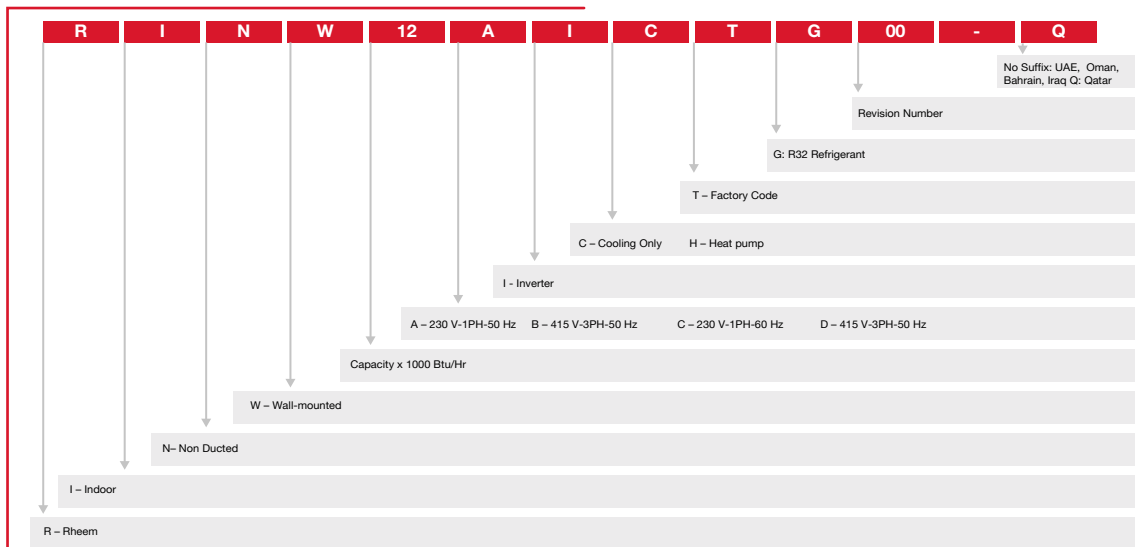 R I N W 12 A I C T G 00 - Q
No Suffix: UAE, Oman,
Bahrain, Iraq Q: Qatar
Revision Number
G: R32 Refrigerant
T – Factory Code
C – Cooling Only H – Heat pump
I - Inverter
A – 230 V-1PH-50 Hz B – 415 V-3PH-50 Hz C – 230 V-1PH-60 Hz D – 415 V-3PH-50 Hz
Capacity x 1000 Btu/Hr
W – Wall-mounted
N– Non Ducted
I – Indoor
R – Rheem